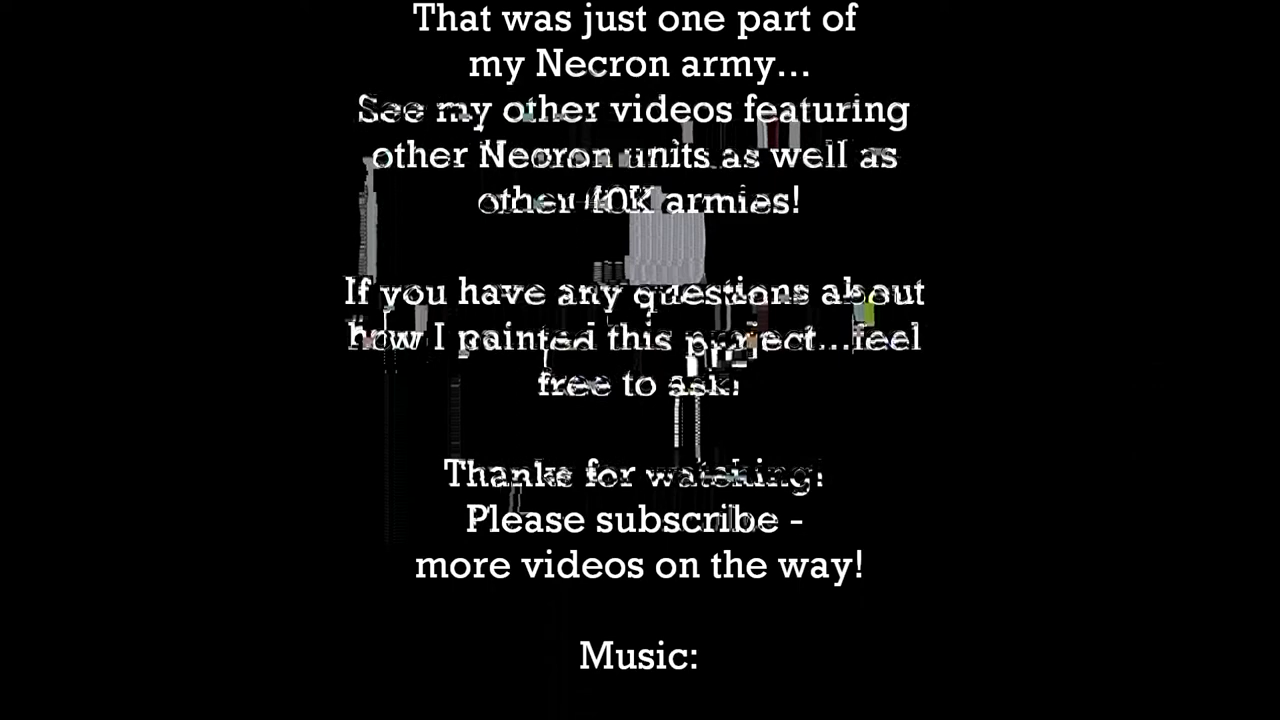 That was just one part of
my Necron army...
See my other videos featuring
other Necron units as well as
other 40K armies!
If you have any questions about
how I painted this project...feel
free to ask!
Thanks for watching!
Please subscribe -
more videos on the way!
Music: